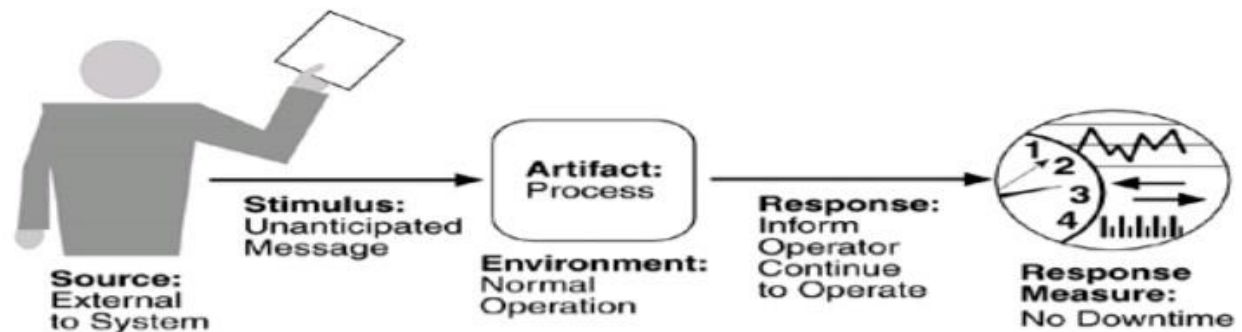 Source:
External
to System
Stimulus:
Unanticipated
Message
Artifact:
Process
Environment:
Normal
Operation
Response:
Inform
Operator
Continue
to Operate
1
2
3
4
Response
Measure:
No Downtime